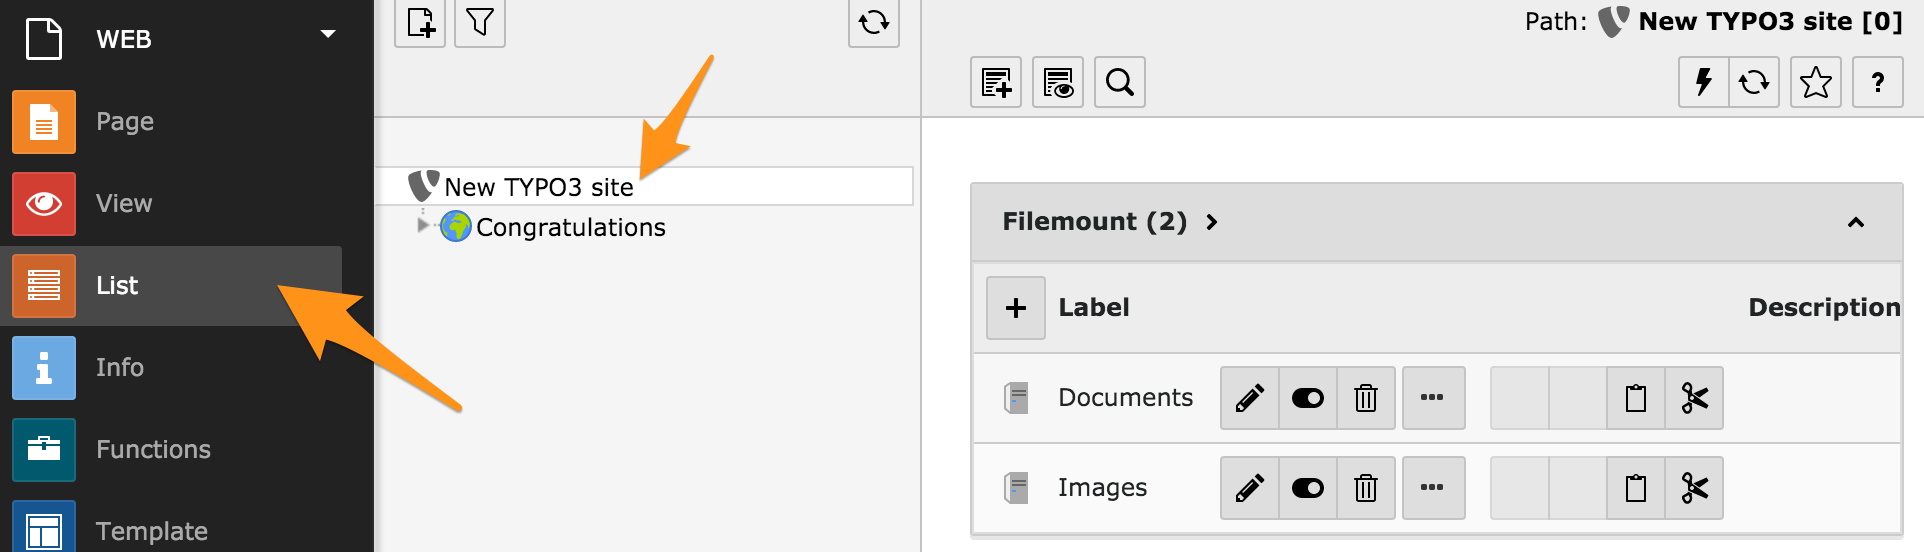 WEB
Page
View
List
Info
Functions
Template
New TYPO3 site
Congratulations
Path: New TYPO3 site [0]
?
Filemount (2)
Label Description
Documents
Images